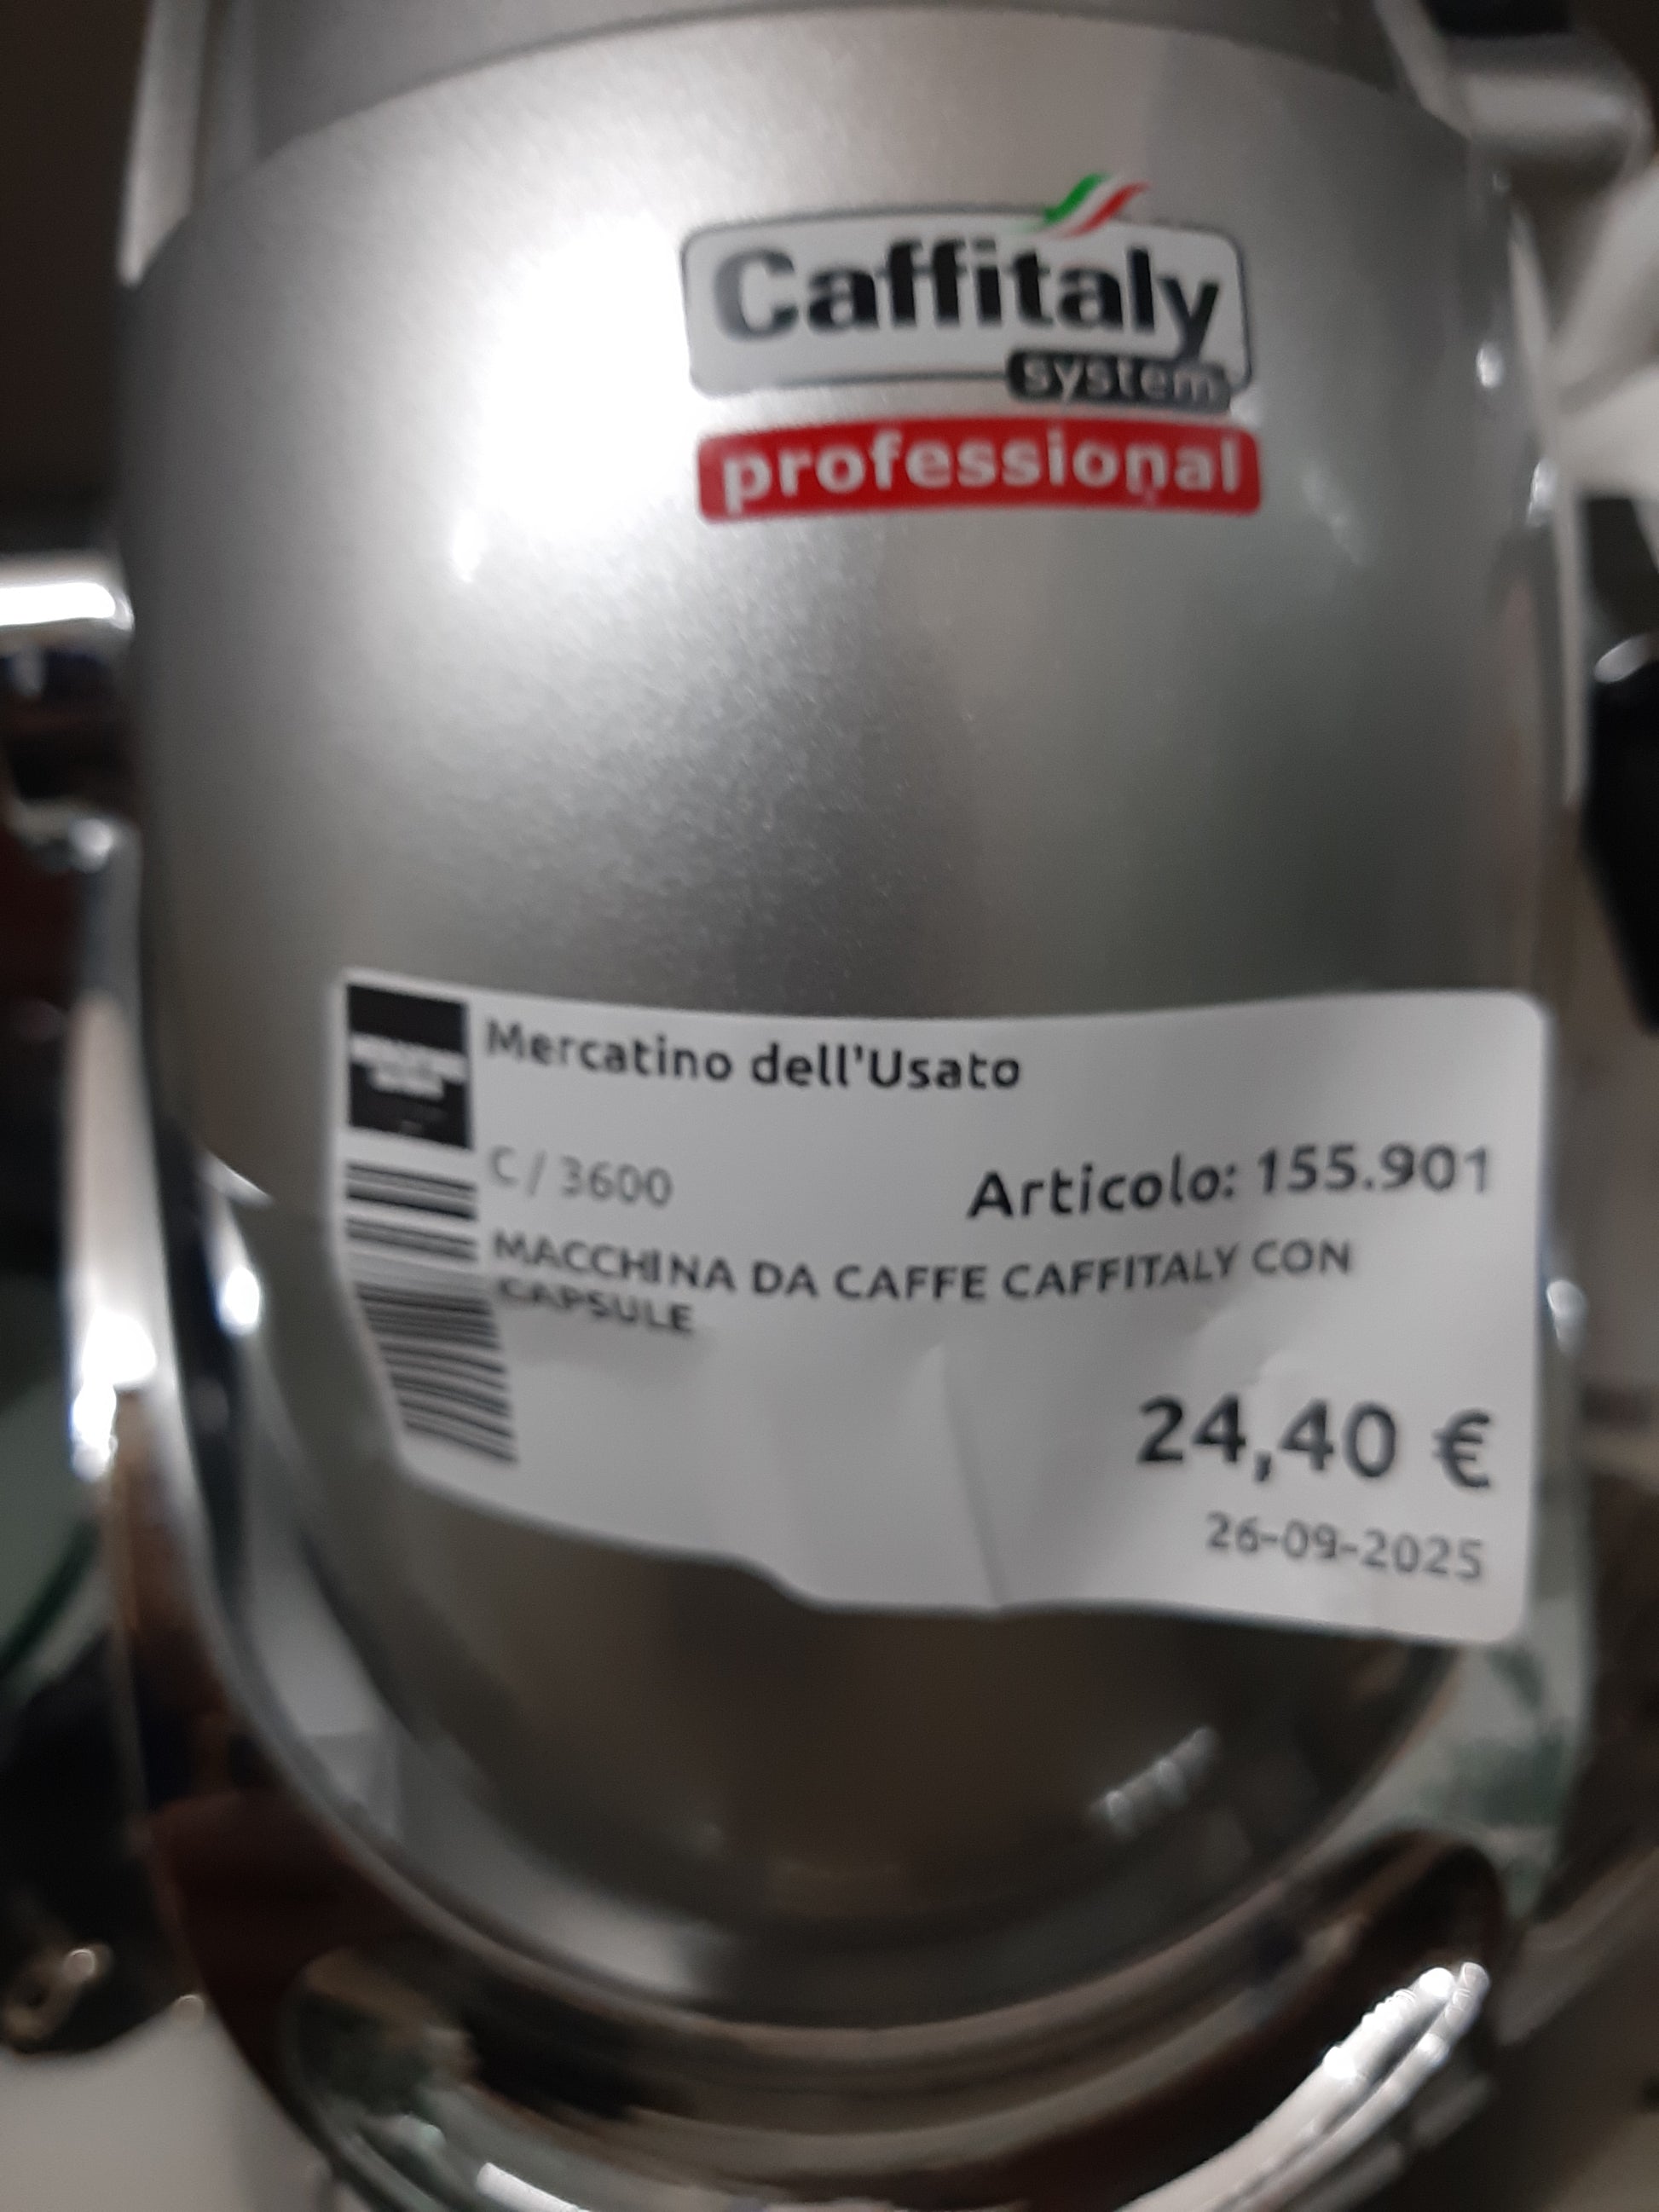 Caffitaly
system
professional
Mercatino dell'Usato
C / 3600
Articolo: 155.901
MACCHINA DA CAFFE CAFFITALY CON
CAPSULE
24,40 €
26-09-2025